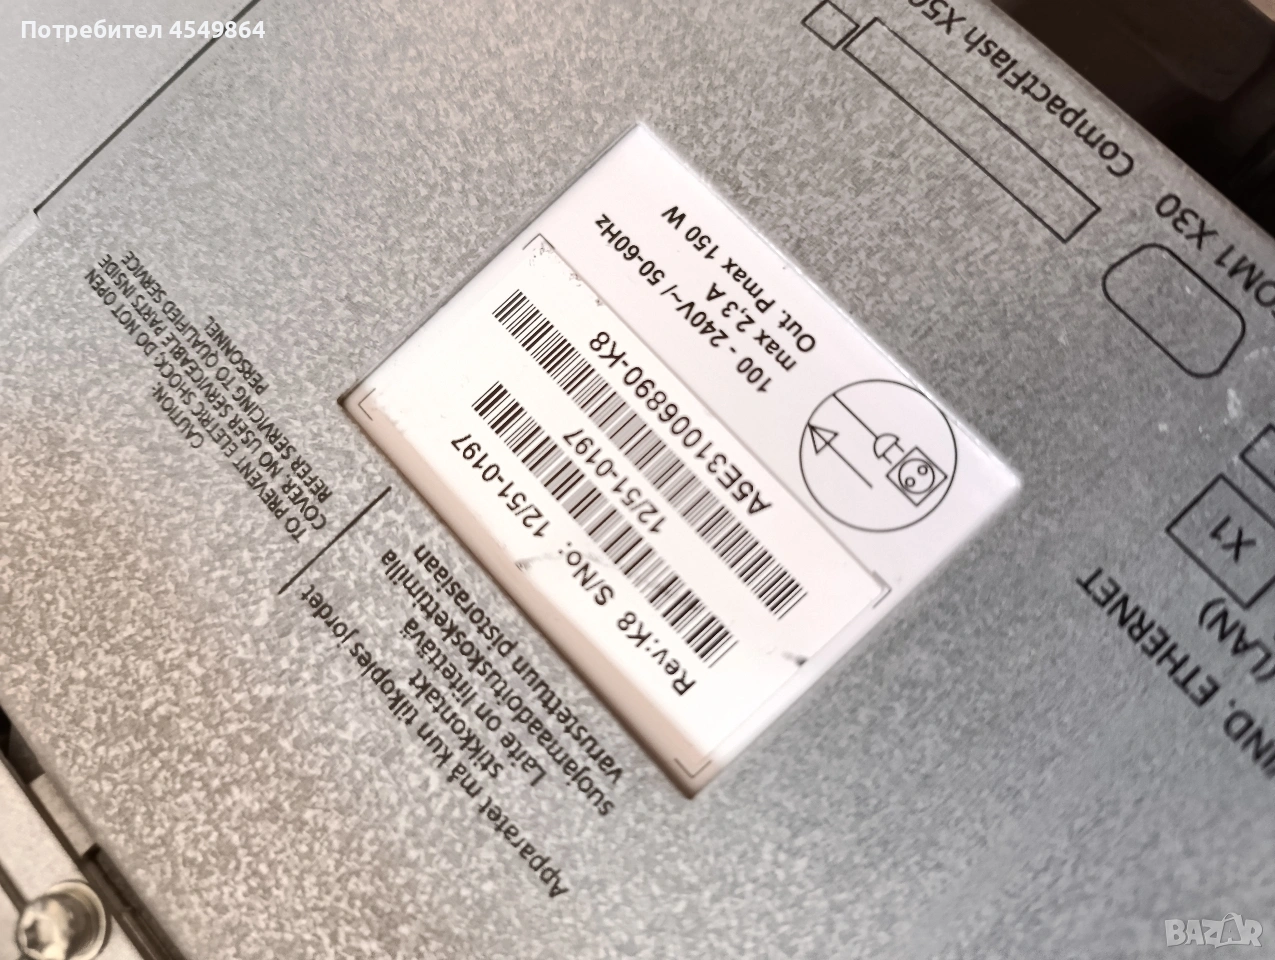 Потребител 4549864
CompactFlash X50
COM1 X30
X1
IND. ETHERNET
(LAN)
100 - 240V~/ 50-60Hz
max 2,3 A
Out. Pmax 150 W
A5E31006890-K8
12/51-0197
Rev:K8 S/No: 12/51-0197
CAUTION:
TO PREVENT ELETRIC SHOCK; DO NOT OPEN
COVER. NO USER SERVICEABLE PARTS INSIDE
REFER SERVICING TO QUALIFIED SERVICE
PERSONNEL
Apparatet må kun tilkoples jordet
stikkontakt
Laite on liitettävä
suojamaadoituskoskettimilla
varustettuun pistorasiaan
BAZAR